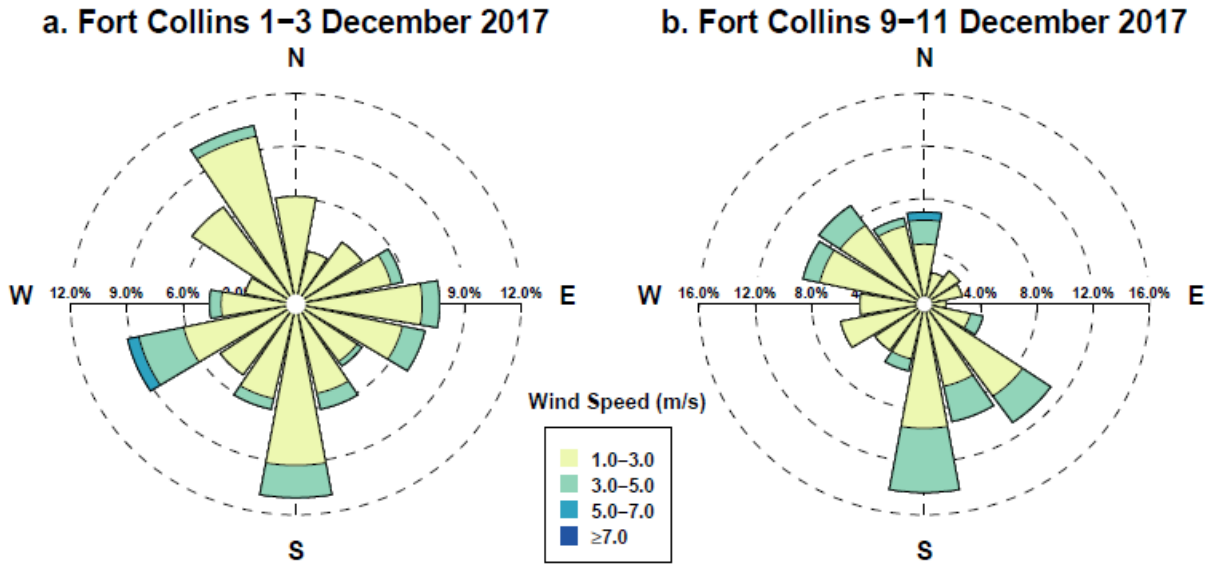 a. Fort Collins 1–3 December 2017
b. Fort Collins 9–11 December 2017
N
N
W
12.0% 9.0% 6.0% 9.0% 12.0%
E
W
16.0% 12.0% 8.0% 4.0% 8.0% 12.0% 16.0%
E
S
S
Wind Speed (m/s)
1.0–3.0
3.0–5.0
5.0–7.0
≥7.0